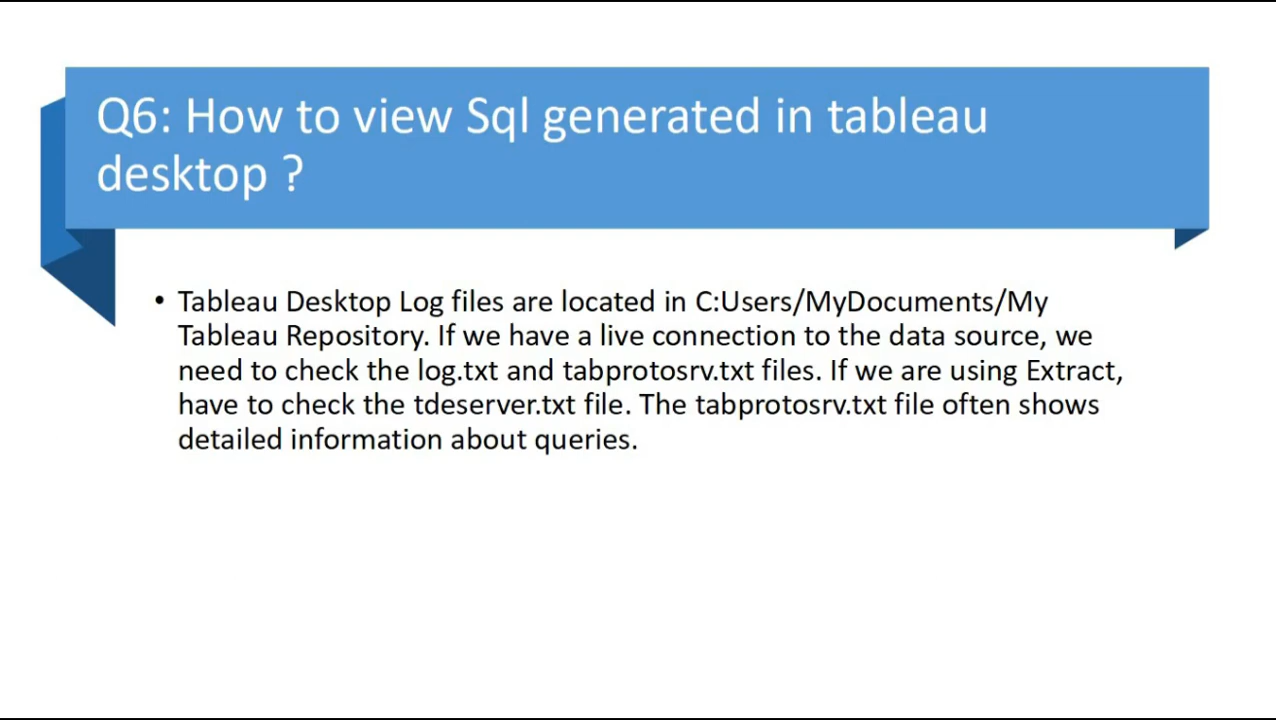 Q6: How to view Sql generated in tableau
desktop ?
• Tableau Desktop Log files are located in C:Users/MyDocuments/My
Tableau Repository. If we have a live connection to the data source, we
need to check the log.txt and tabprotosrv.txt files. If we are using Extract,
have to check the tdeserver.txt file. The tabprotosrv.txt file often shows
detailed information about queries.